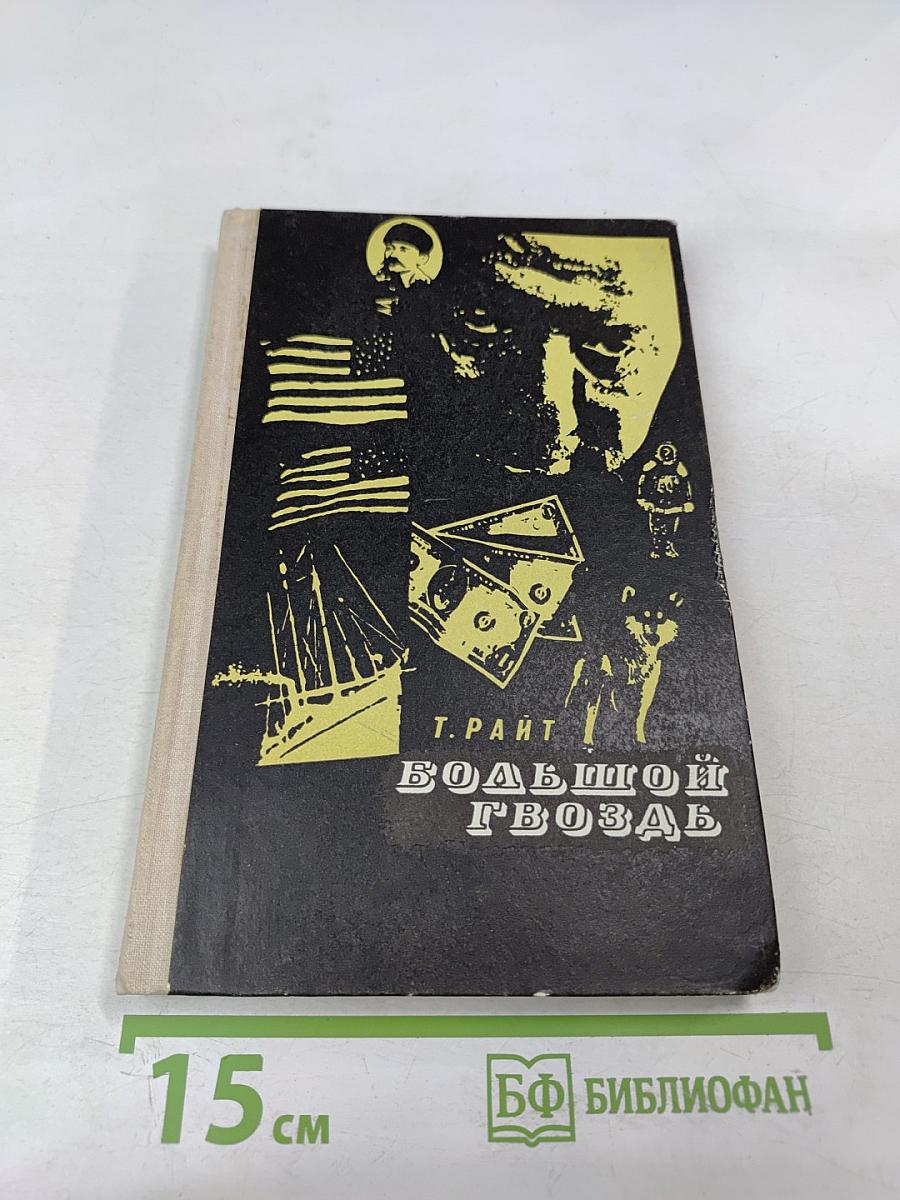 Т. РАЙТ
БОЛЬШОЙ
ГВОЗДЬ
15 см
БФ БИБЛИОФАН